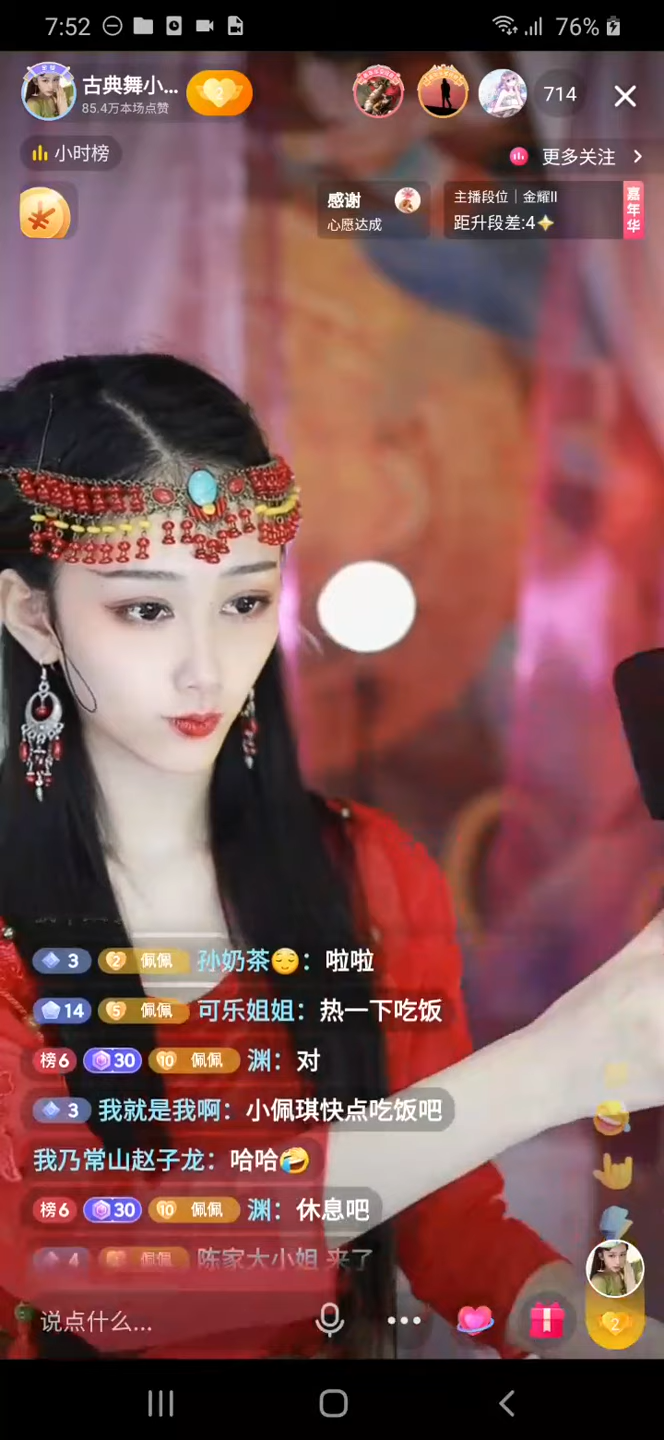 7:52
76%
古典舞小...
85.4万本场点赞
2
714
小时榜
更多关注
感谢
心愿达成
主播段位｜金耀II
距升段差:4
嘉年华
3 2 佩佩 孙奶茶😌：啦啦
14 5 佩佩 可乐姐姐：热一下吃饭
榜6 30 10 佩佩 渊：对
3 我就是我啊：小佩琪快点吃饭吧
我乃常山赵子龙：哈哈🤣
榜6 30 10 佩佩 渊：休息吧
4 佩佩 陈家大小姐 来了
说点什么...
2